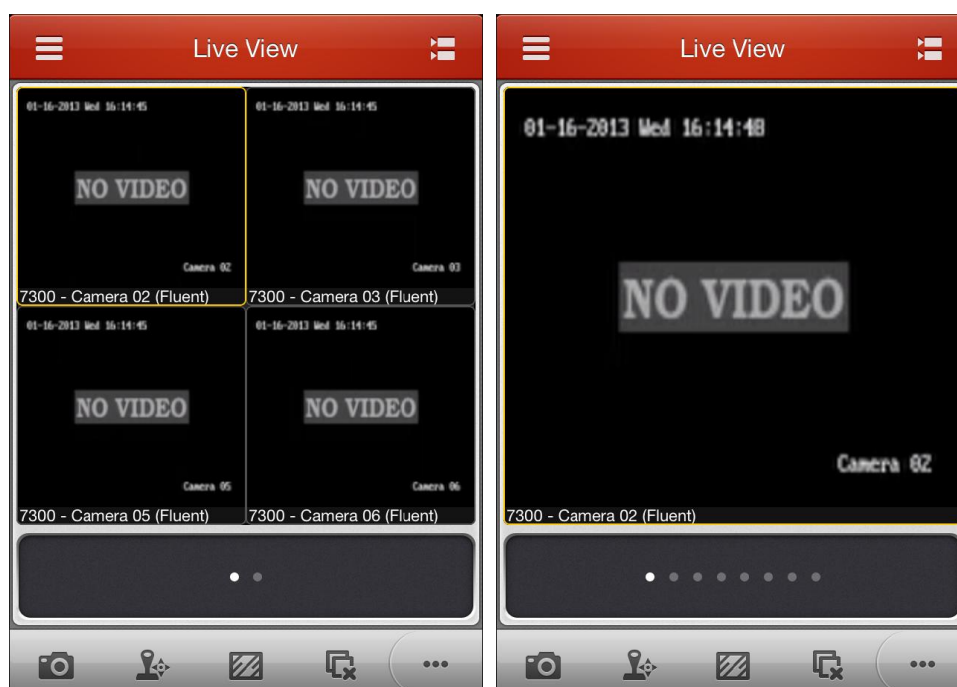 Live View
01-16-2013 Wed 16:14:45
NO VIDEO
Camera 02
7300 - Camera 02 (Fluent)
01-16-2013 Wed 16:14:45
NO VIDEO
Camera 03
7300 - Camera 03 (Fluent)
01-16-2013 Wed 16:14:45
NO VIDEO
Camera 05
7300 - Camera 05 (Fluent)
01-16-2013 Wed 16:14:45
NO VIDEO
Camera 06
7300 - Camera 06 (Fluent)
Live View
01-16-2013 Wed 16:14:48
NO VIDEO
Camera 02
7300 - Camera 02 (Fluent)